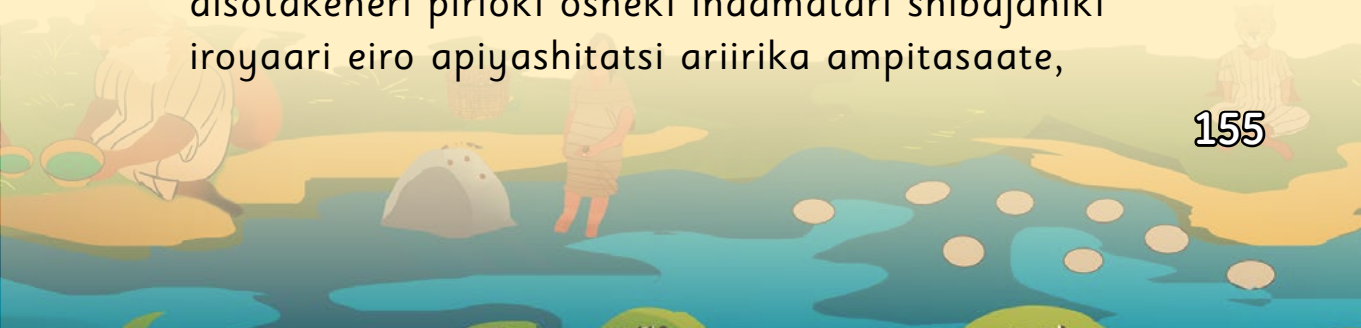 aisotakeneri pirioki osheki inaamatari shibajaniki
iroyaari eiro apiyashitatsi ariirika ampitasaate,
155